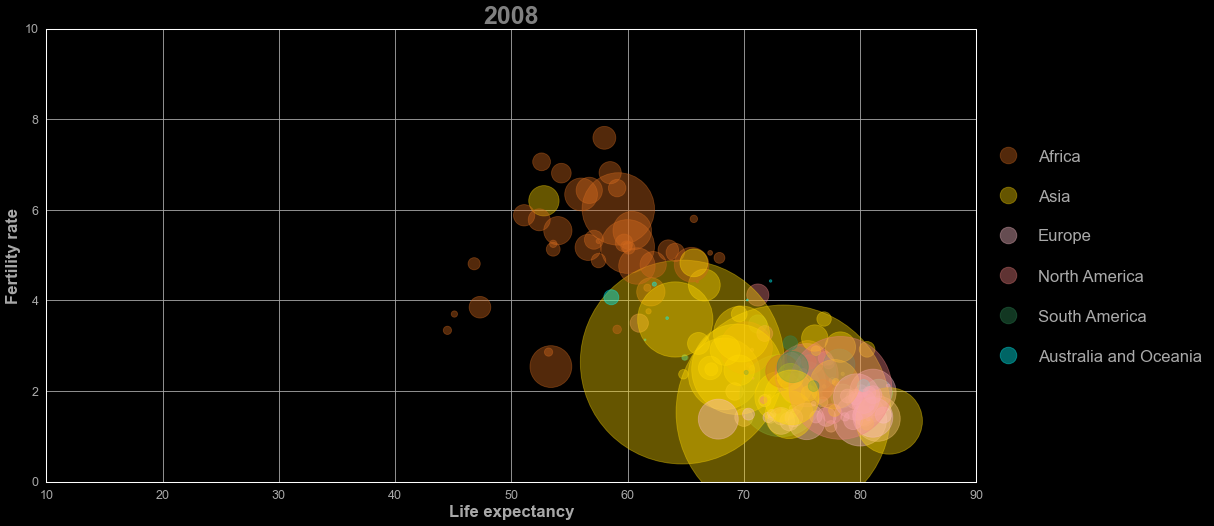 2008
10
8
6
4
2
0
Fertility rate
10 20 30 40 50 60 70 80 90
Life expectancy
Africa
Asia
Europe
North America
South America
Australia and Oceania